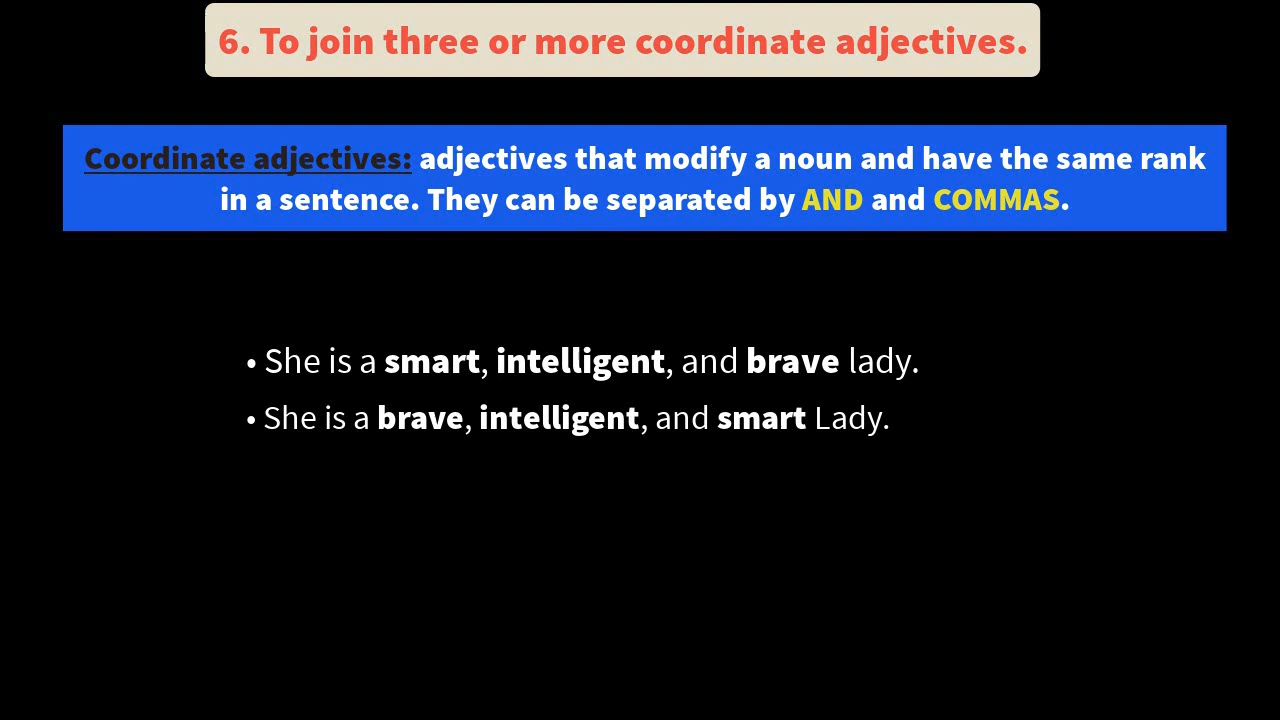 6. To join three or more coordinate adjectives.
Coordinate adjectives: adjectives that modify a noun and have the same rank
in a sentence. They can be separated by AND and COMMAS.
• She is a smart, intelligent, and brave lady.
• She is a brave, intelligent, and smart Lady.